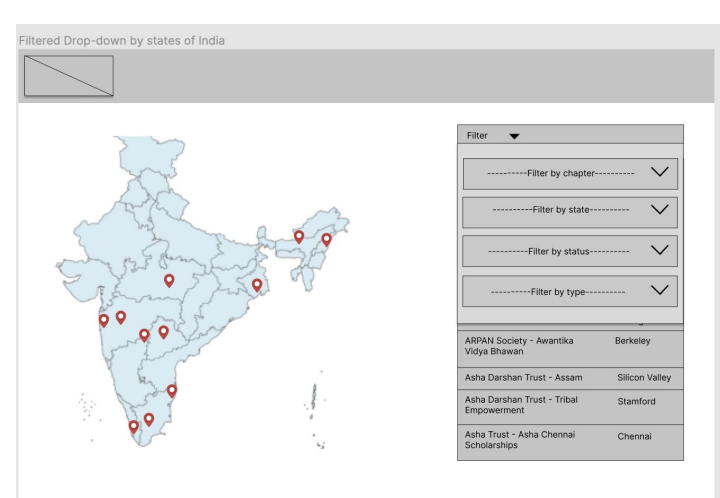 Filtered Drop-down by states of India
Filter
----------Filter by chapter----------
----------Filter by state----------
----------Filter by status----------
----------Filter by type----------
ARPAN Society - Awantika Berkeley
Vidya Bhawan
Asha Darshan Trust - Assam Silicon Valley
Asha Darshan Trust - Tribal Stamford
Empowerment
Asha Trust - Asha Chennai Chennai
Scholarships